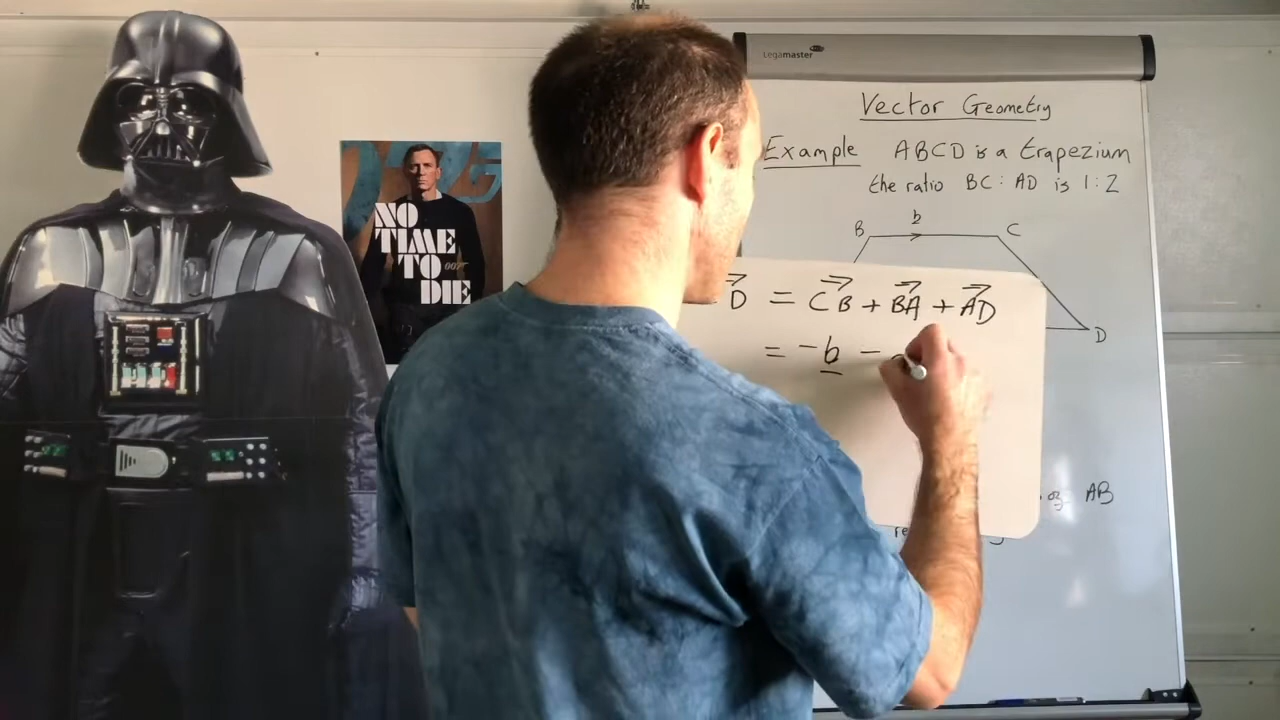 Legamaster
Vector Geometry
Example ABCD is a trapezium
the ratio BC : AD is 1 : 2
b
B C
D
D = CB + BA + AD
= -b -
AB
NO
TIME
TO 007
DIE